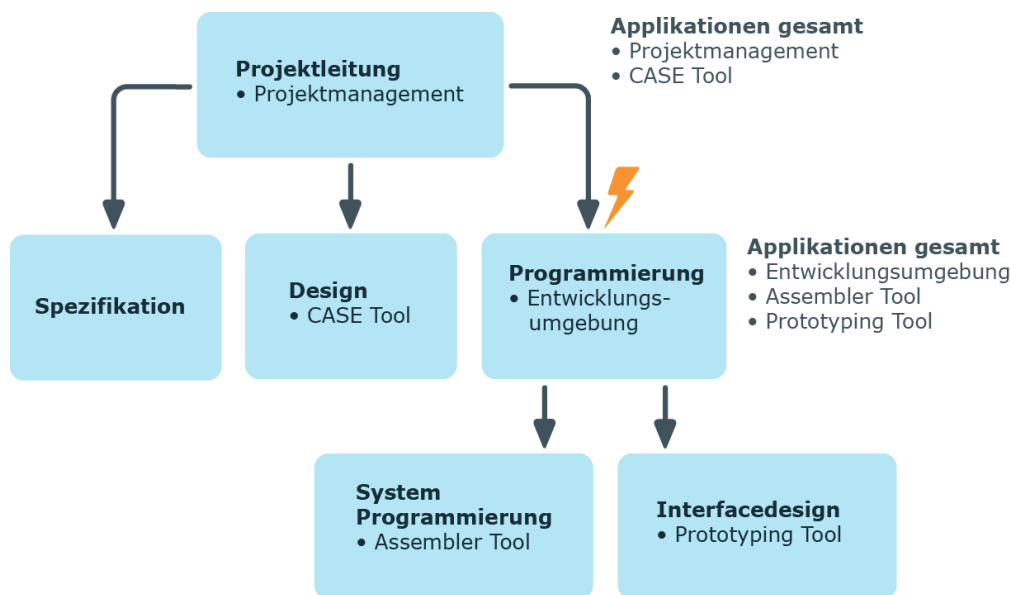 Projektleitung
• Projektmanagement
Applikationen gesamt
• Projektmanagement
• CASE Tool
Spezifikation
Design
• CASE Tool
Programmierung
• Entwicklungs-
umgebung
Applikationen gesamt
• Entwicklungsumgebung
• Assembler Tool
• Prototyping Tool
System
Programmierung
• Assembler Tool
Interfacedesign
• Prototyping Tool